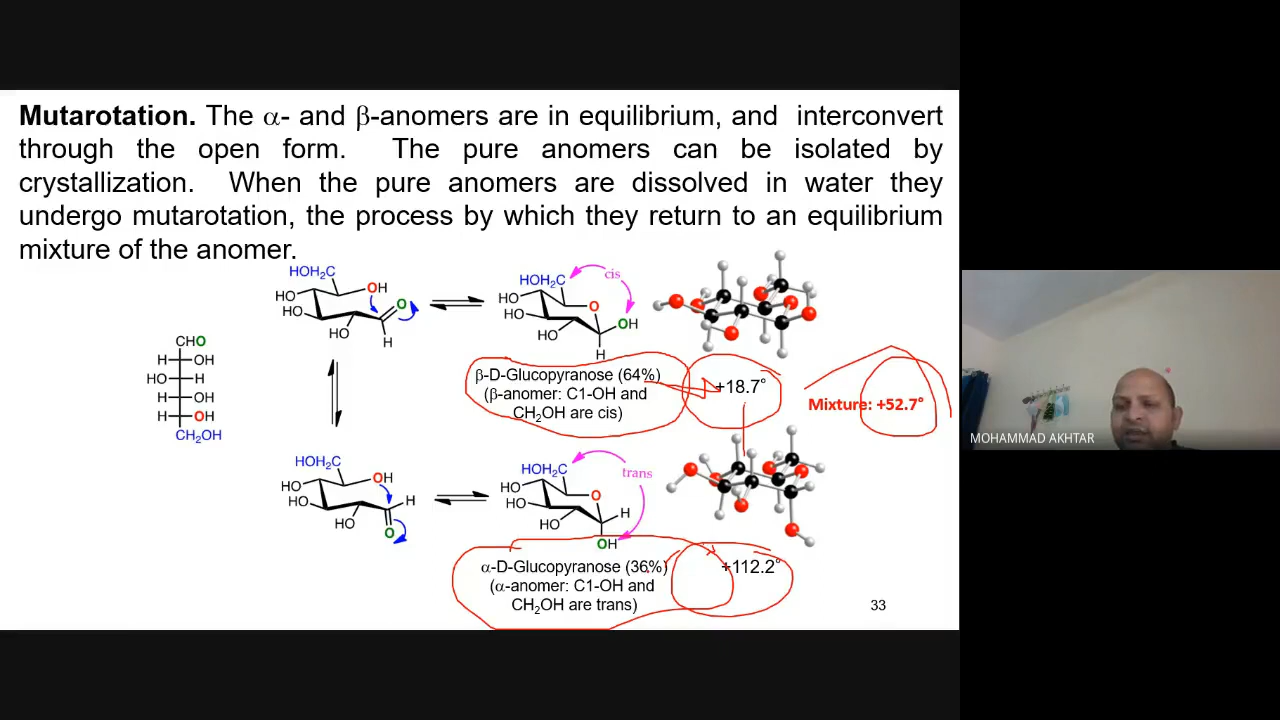 Mutarotation. The α- and β-anomers are in equilibrium, and interconvert
through the open form. The pure anomers can be isolated by
crystallization. When the pure anomers are dissolved in water they
undergo mutarotation, the process by which they return to an equilibrium
mixture of the anomer.
HOH₂C
OH
HO
HO
O
HO
H
HOH₂C
cis
HO
HO
O
OH
HO
H
CHO
H OH
HO H
H OH
H OH
CH₂OH
β-D-Glucopyranose (64%)
(β-anomer: C1-OH and
CH₂OH are cis)
+18.7°
Mixture: +52.7°
MOHAMMAD AKHTAR
HOH₂C
OH
HO
HO
H
HO
O
HOH₂C
trans
HO
HO
O
H
HO
OH
α-D-Glucopyranose (36%)
(α-anomer: C1-OH and
CH₂OH are trans)
+112.2°
33